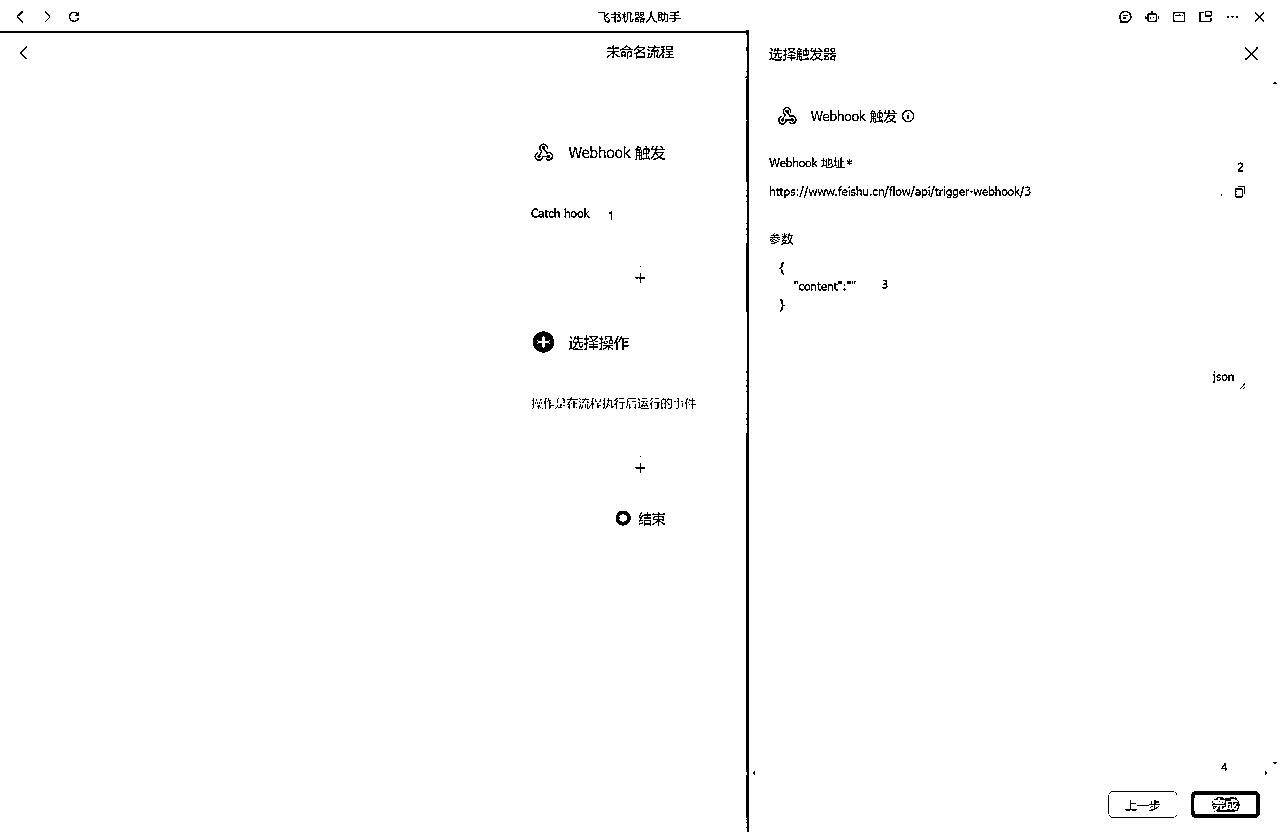 飞书机器人助手
未命名流程
Webhook 触发
Catch hook 1
选择操作
操作是在流程执行后运行的事件
结束
选择触发器
Webhook 触发
Webhook 地址*
2
https://www.feishu.cn/flow/api/trigger-webhook/3
参数
{
"content":""
3
}
json
4
上一步 完成